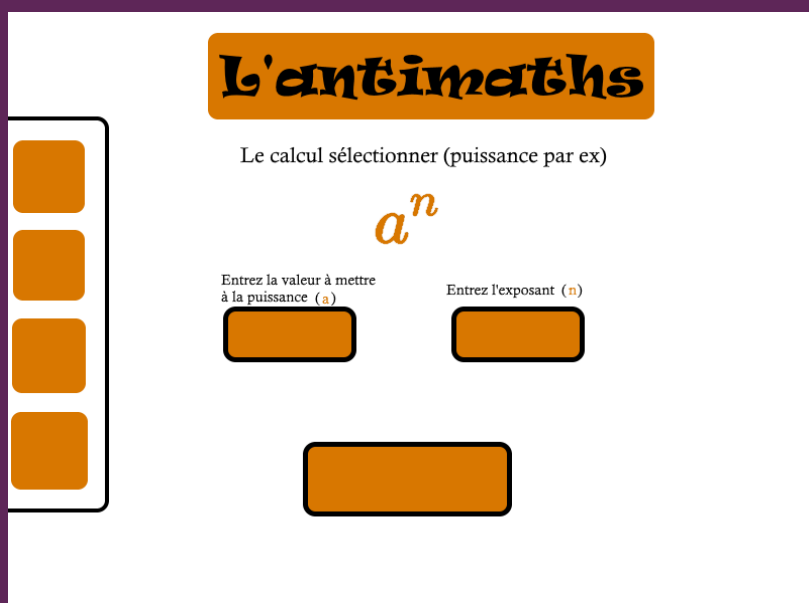 L'antimaths
Le calcul sélectionner (puissance par ex)
aⁿ
Entrez la valeur à mettre
à la puissance (a)
Entrez l'exposant (n)